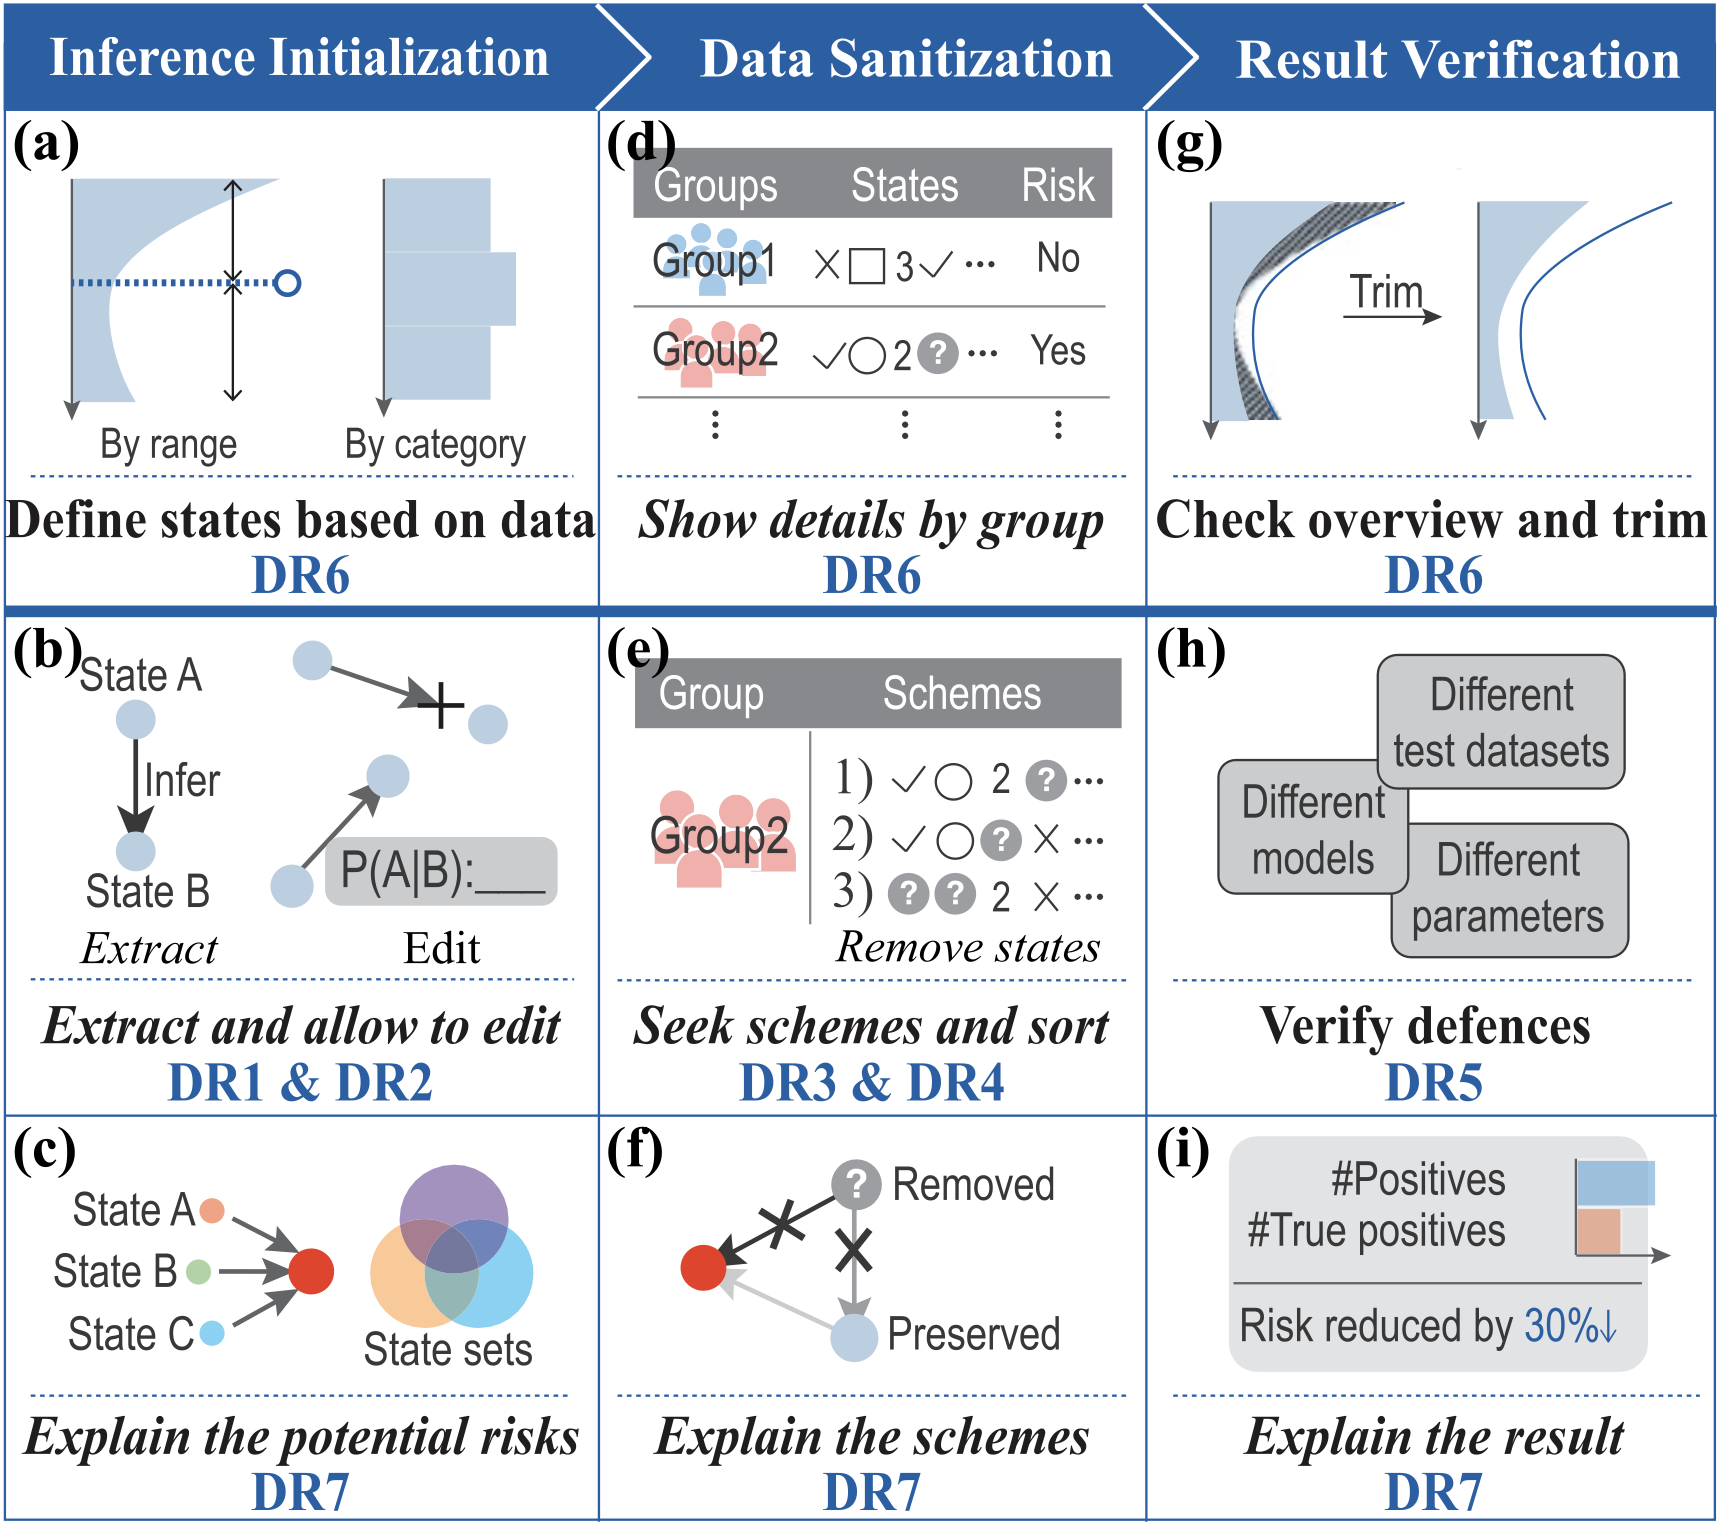 Inference Initialization
Data Sanitization
Result Verification
(a)
By range
By category
Define states based on data
DR6
(d)
Groups States Risk
Group1 3 ... No
Group2 2 ? ... Yes
Show details by group
DR6
(g)
Trim
Check overview and trim
DR6
(b)
State A
Infer
State B
P(A|B):___
Extract
Edit
Extract and allow to edit
DR1 & DR2
(e)
Group Schemes
Group2
1) ✓ ○ 2 ? ...
2) ✓ ○ ? × ...
3) ? ? 2 × ...
Remove states
Seek schemes and sort
DR3 & DR4
(h)
Different
test datasets
Different
models
Different
parameters
Verify defences
DR5
(c)
State A
State B
State C
State sets
Explain the potential risks
DR7
(f)
? Removed
Preserved
Explain the schemes
DR7
(i)
#Positives
#True positives
Risk reduced by 30%↓
Explain the result
DR7